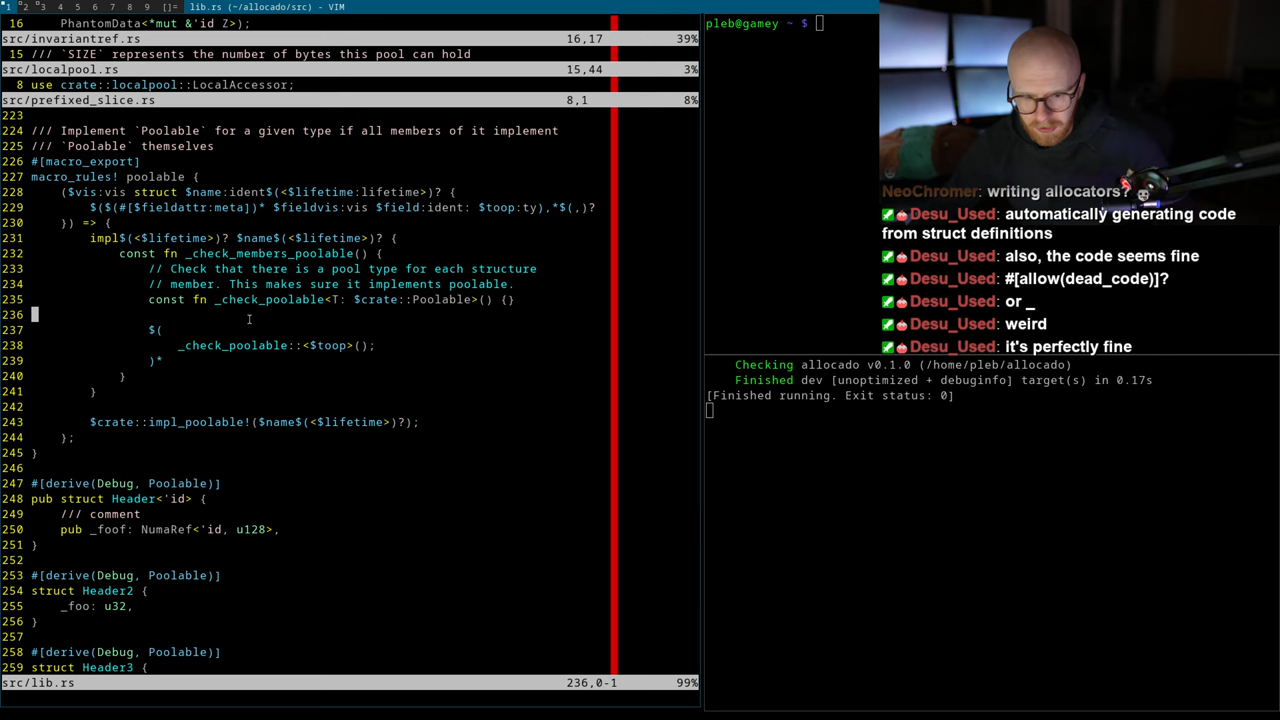 1 2 3 4 5 6 7 8 9 []= lib.rs (~/allocado/src) - VIM
16     PhantomData<*mut &'id Z>);
src/invariantref.rs 16,17 39%
15 /// `SIZE` represents the number of bytes this pool can hold
src/localpool.rs 15,44 3%
8 use crate::localpool::LocalAccessor;
src/prefixed_slice.rs 8,1 8%
223
224 /// Implement `Poolable` for a given type if all members of it implement
225 /// `Poolable` themselves
226 #[macro_export]
227 macro_rules! poolable {
228     ($vis:vis struct $name:ident$(<$lifetime:lifetime>)? {
229         $($(#[$fieldattr:meta])* $fieldvis:vis $field:ident: $toop:ty),*$(,)?
230     }) => {
231         impl$(<$lifetime>)? $name$(<$lifetime>)? {
232             const fn _check_members_poolable() {
233                 // Check that there is a pool type for each structure
234                 // member. This makes sure it implements poolable.
235                 const fn _check_poolable<T: $crate::Poolable>() {}
236
237                 $(
238                     _check_poolable::<$toop>();
239                 )*
240             }
241         }
242
243         $crate::impl_poolable!($name$(<$lifetime>)?);
244     };
245 }
246
247 #[derive(Debug, Poolable)]
248 pub struct Header<'id> {
249     /// comment
250     pub _foof: NumaRef<'id, u128>,
251 }
252
253 #[derive(Debug, Poolable)]
254 struct Header2 {
255     _foo: u32,
256 }
257
258 #[derive(Debug, Poolable)]
259 struct Header3 {
src/lib.rs 236,0-1 99%
pleb@gamey ~ $
NeoChromer: writing allocators?
Desu_Used: automatically generating code
from struct definitions
Desu_Used: also, the code seems fine
Desu_Used: #[allow(dead_code)]?
Desu_Used: or _
Desu_Used: weird
Desu_Used: it's perfectly fine
Checking allocado v0.1.0 (/home/pleb/allocado)
Finished dev [unoptimized + debuginfo] target(s) in 0.17s
[Finished running. Exit status: 0]